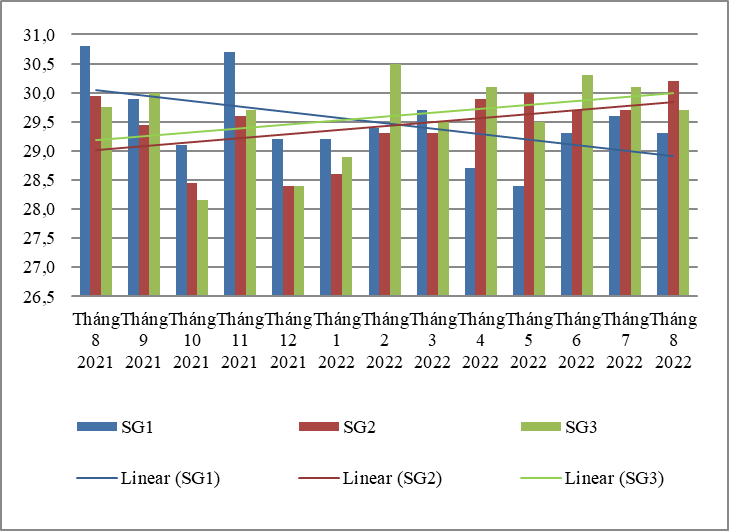 31,0
30,5
30,0
29,5
29,0
28,5
28,0
27,5
27,0
26,5
Tháng Tháng Tháng Tháng Tháng Tháng Tháng Tháng Tháng Tháng Tháng Tháng Tháng
8 9 10 11 12 1 2 3 4 5 6 7 8
2021 2021 2021 2021 2021 2022 2022 2022 2022 2022 2022 2022 2022
SG1 SG2 SG3
Linear (SG1) Linear (SG2) Linear (SG3)